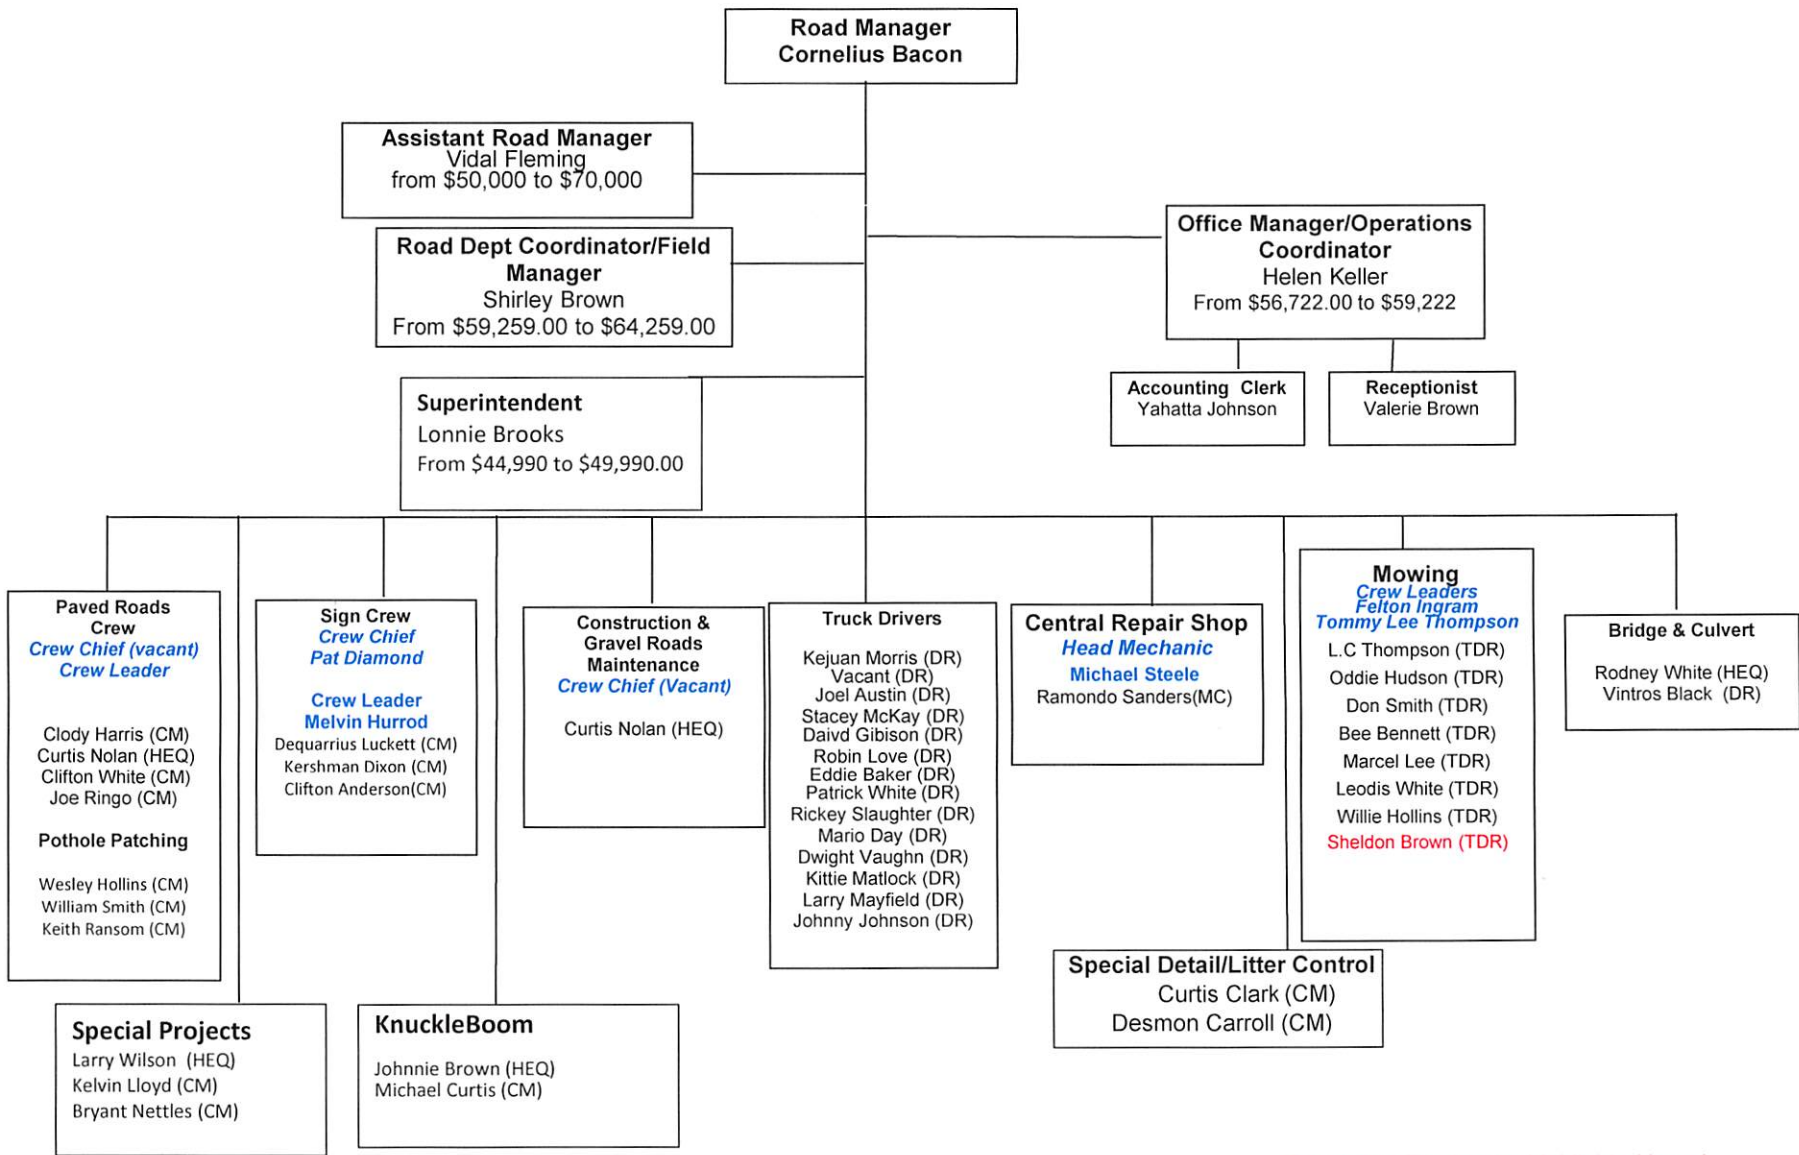 Road Manager
Cornelius Bacon
Assistant Road Manager
Vidal Fleming
from $50,000 to $70,000
Road Dept Coordinator/Field
Manager
Shirley Brown
From $59,259.00 to $64,259.00
Office Manager/Operations
Coordinator
Helen Keller
From $56,722.00 to $59,222
Accounting Clerk
Yahatta Johnson
Receptionist
Valerie Brown
Superintendent
Lonnie Brooks
From $44,990 to $49,990.00
Paved Roads
Crew
Crew Chief (vacant)
Crew Leader
Clody Harris (CM)
Curtis Nolan (HEQ)
Clifton White (CM)
Joe Ringo (CM)
Pothole Patching
Wesley Hollins (CM)
William Smith (CM)
Keith Ransom (CM)
Sign Crew
Crew Chief
Pat Diamond
Crew Leader
Melvin Hurrod
Dequarrius Luckett (CM)
Kershman Dixon (CM)
Clifton Anderson(CM)
Construction &
Gravel Roads
Maintenance
Crew Chief (Vacant)
Curtis Nolan (HEQ)
Truck Drivers
Kejuan Morris (DR)
Vacant (DR)
Joel Austin (DR)
Stacey McKay (DR)
Daivd Gibison (DR)
Robin Love (DR)
Eddie Baker (DR)
Patrick White (DR)
Rickey Slaughter (DR)
Mario Day (DR)
Dwight Vaughn (DR)
Kittie Matlock (DR)
Larry Mayfield (DR)
Johnny Johnson (DR)
Central Repair Shop
Head Mechanic
Michael Steele
Ramondo Sanders(MC)
Mowing
Crew Leaders
Felton Ingram
Tommy Lee Thompson
L.C Thompson (TDR)
Oddie Hudson (TDR)
Don Smith (TDR)
Bee Bennett (TDR)
Marcel Lee (TDR)
Leodis White (TDR)
Willie Hollins (TDR)
Sheldon Brown (TDR)
Bridge & Culvert
Rodney White (HEQ)
Vintros Black (DR)
Special Projects
Larry Wilson (HEQ)
Kelvin Lloyd (CM)
Bryant Nettles (CM)
KnuckleBoom
Johnnie Brown (HEQ)
Michael Curtis (CM)
Special Detail/Litter Control
Curtis Clark (CM)
Desmon Carroll (CM)